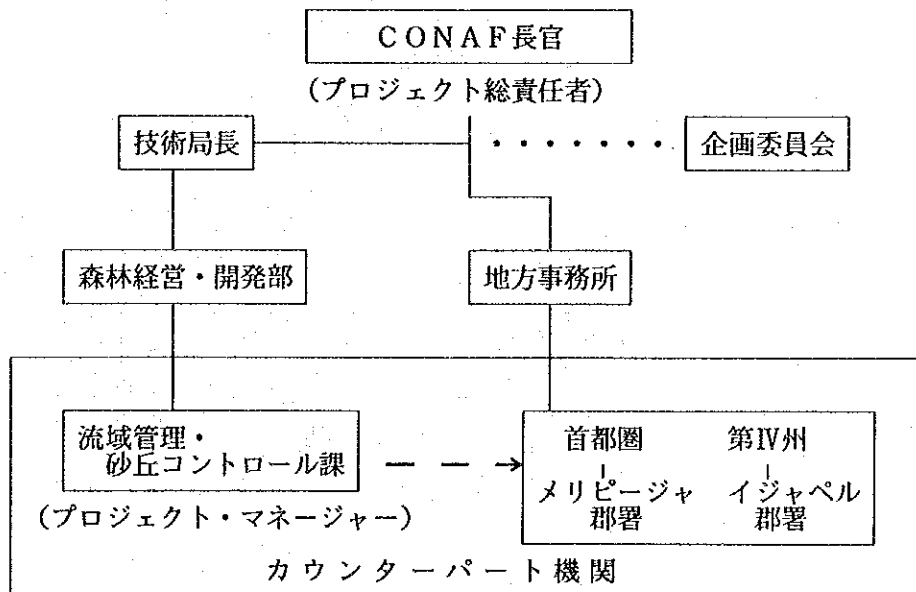 CONAF長官
(プロジェクト総責任者)
技術局長
企画委員会
森林経営・開発部
地方事務所
流域管理・
砂丘コントロール課
(プロジェクト・マネージャー)
首都圏 第Ⅳ州
メリピージャ イジャペル
郡署 郡署
カウンターパート機関